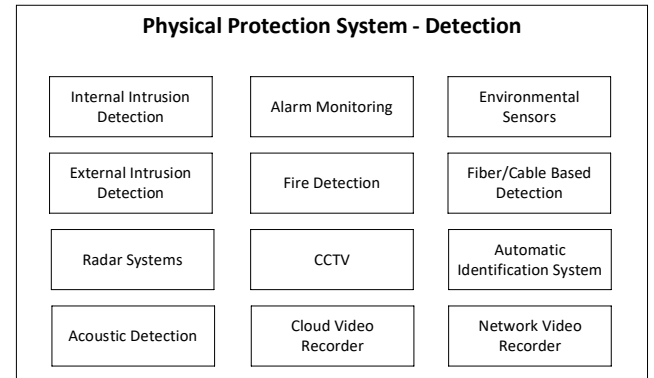 Physical Protection System - Detection
Internal Intrusion
Detection
Alarm Monitoring
Environmental
Sensors
External Intrusion
Detection
Fire Detection
Fiber/Cable Based
Detection
Radar Systems
CCTV
Automatic
Identification System
Acoustic Detection
Cloud Video
Recorder
Network Video
Recorder